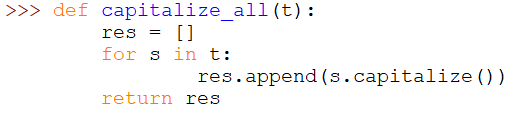 >>> def capitalize_all(t):
        res = []
        for s in t:
                res.append(s.capitalize())
        return res